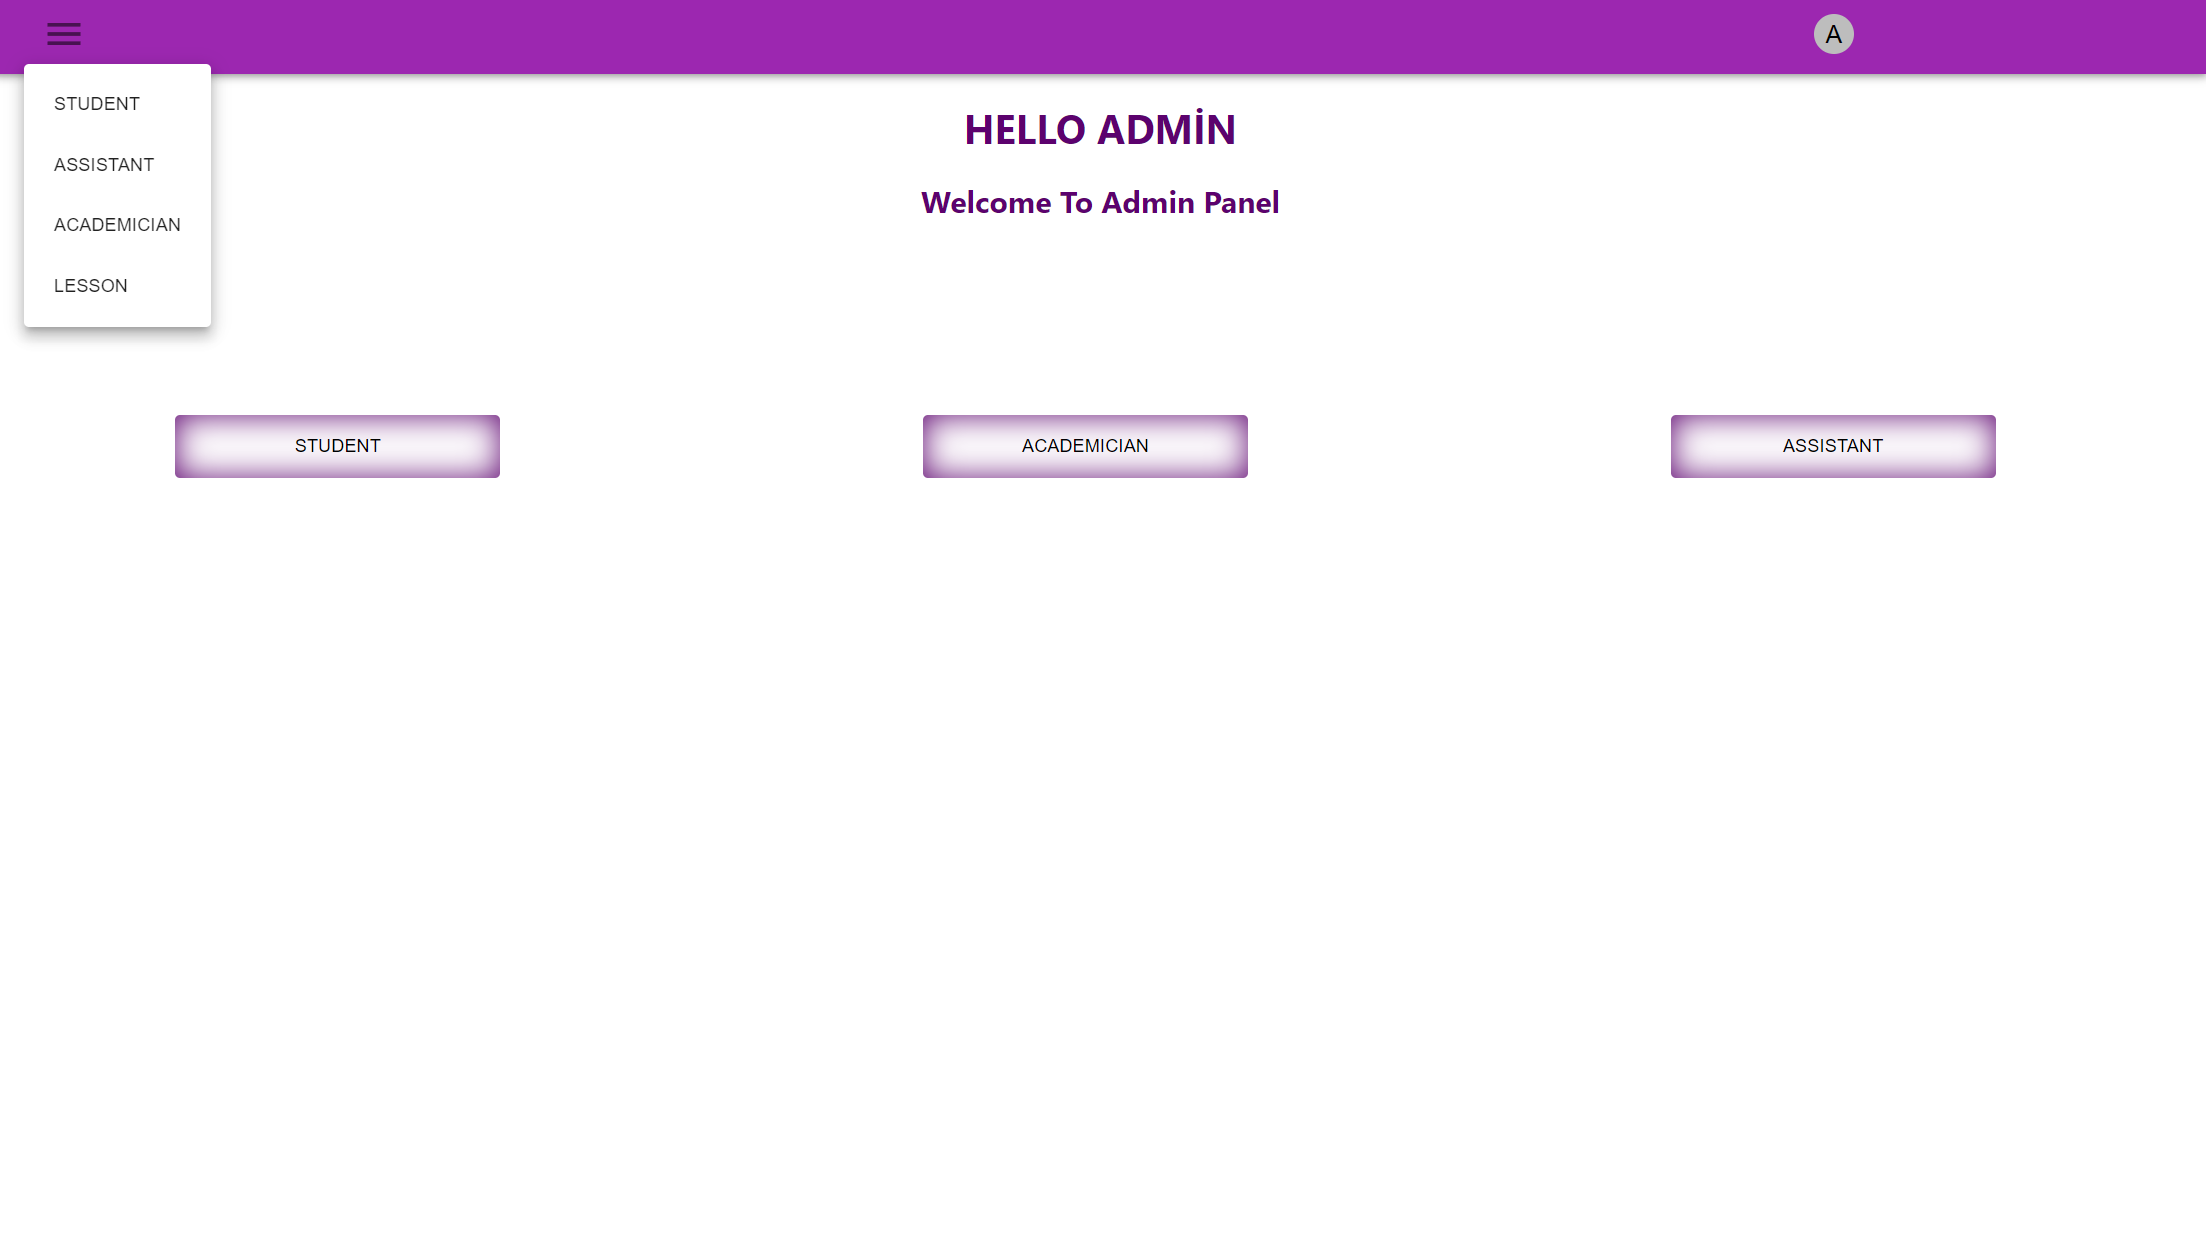 A
STUDENT
ASSISTANT
ACADEMICIAN
LESSON
HELLO ADMİN
Welcome To Admin Panel
STUDENT
ACADEMICIAN
ASSISTANT